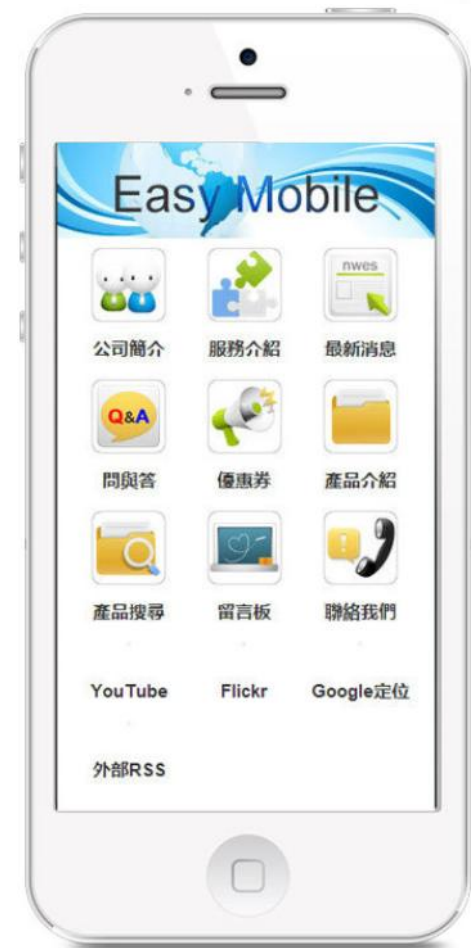 Easy Mobile
nwes
公司簡介 服務介紹 最新消息
Q&A
問與答 優惠券 產品介紹
產品搜尋 留言板 聯絡我們
YouTube Flickr Google定位
外部RSS